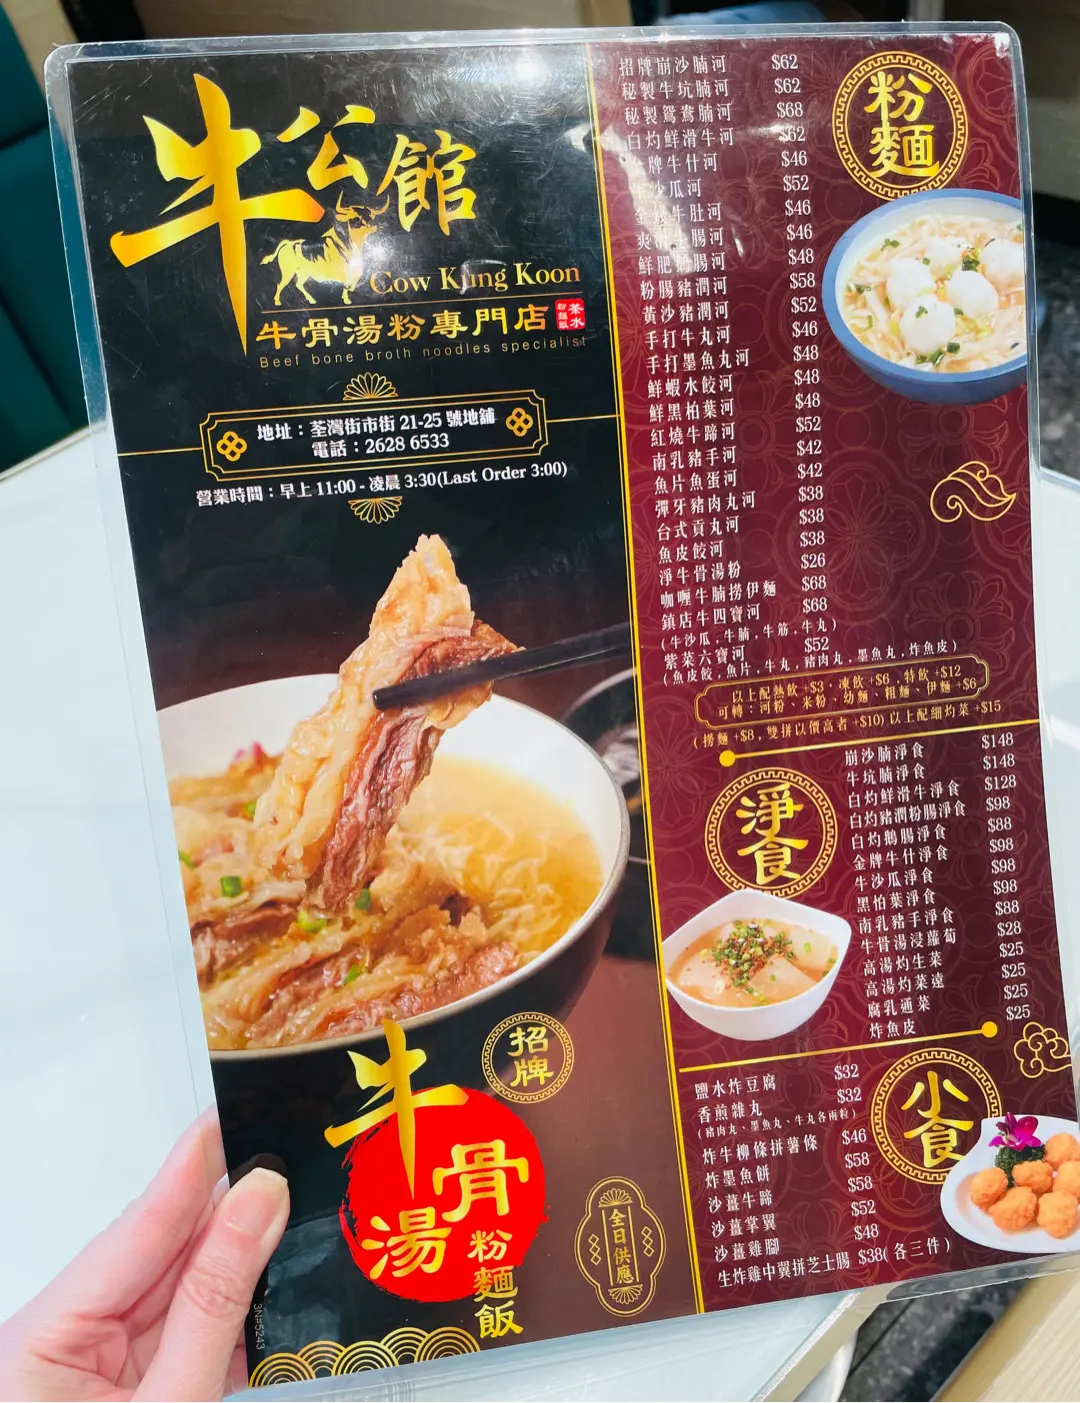 牛公館
Cow Kung Koon
牛骨湯粉專門店
粉麵飯 茶水
Beef bone broth noodles specialist
地址：荃灣街市街 21-25 號地舖
電話：2628 6533
營業時間：早上 11:00 - 凌晨 3:30(Last Order 3:00)
招牌
牛骨湯
粉麵飯
全日供應
3N#5243
粉麵
招牌崩沙腩河 $62
秘製牛坑腩河 $62
秘製鴛鴦腩河 $68
白灼鮮滑牛河 $62
牌牛什河 $46
沙瓜河 $52
金 牛肚河 $46
爽 腸河 $46
鮮肥鵝腸河 $48
粉腸豬潤河 $58
黃沙豬潤河 $52
手打牛丸河 $46
手打墨魚丸河 $48
鮮蝦水餃河 $48
鮮黑柏葉河 $48
紅燒牛蹄河 $52
南乳豬手河 $42
魚片魚蛋河 $42
彈牙豬肉丸河 $38
台式貢丸河 $38
魚皮餃河 $38
淨牛骨湯粉 $26
咖喱牛腩撈伊麵 $68
鎮店牛四寶河 $68
(牛沙瓜，牛腩，牛筋，牛丸)
紫菜六寶河 $52
(魚皮餃，魚片，牛丸，豬肉丸，墨魚丸，炸魚皮)
以上配熱飲 +$3，凍飲 +$6，特飲 +$12
可轉：河粉、米粉、幼麵、粗麵、伊麵 +$6
(撈麵 +$8，雙拼以價高者 +$10) 以上配細灼菜 +$15
淨食
崩沙腩淨食 $148
牛坑腩淨食 $148
白灼鮮滑牛淨食 $128
白灼豬潤粉腸淨食 $98
白灼鵝腸淨食 $88
金牌牛什淨食 $98
牛沙瓜淨食 $98
黑柏葉淨食 $98
南乳豬手淨食 $88
牛骨湯浸蘿蔔 $28
高湯灼生菜 $25
高湯灼菜遠 $25
腐乳通菜 $25
炸魚皮 $25
小食
鹽水炸豆腐 $32
香煎雜丸 $32
(豬肉丸、墨魚丸、牛丸各兩粒)
炸牛柳條拼薯條 $46
炸墨魚餅 $58
沙薑牛蹄 $58
沙薑掌翼 $52
沙薑雞腳 $48
生炸雞中翼拼芝士腸 $38(各三件)